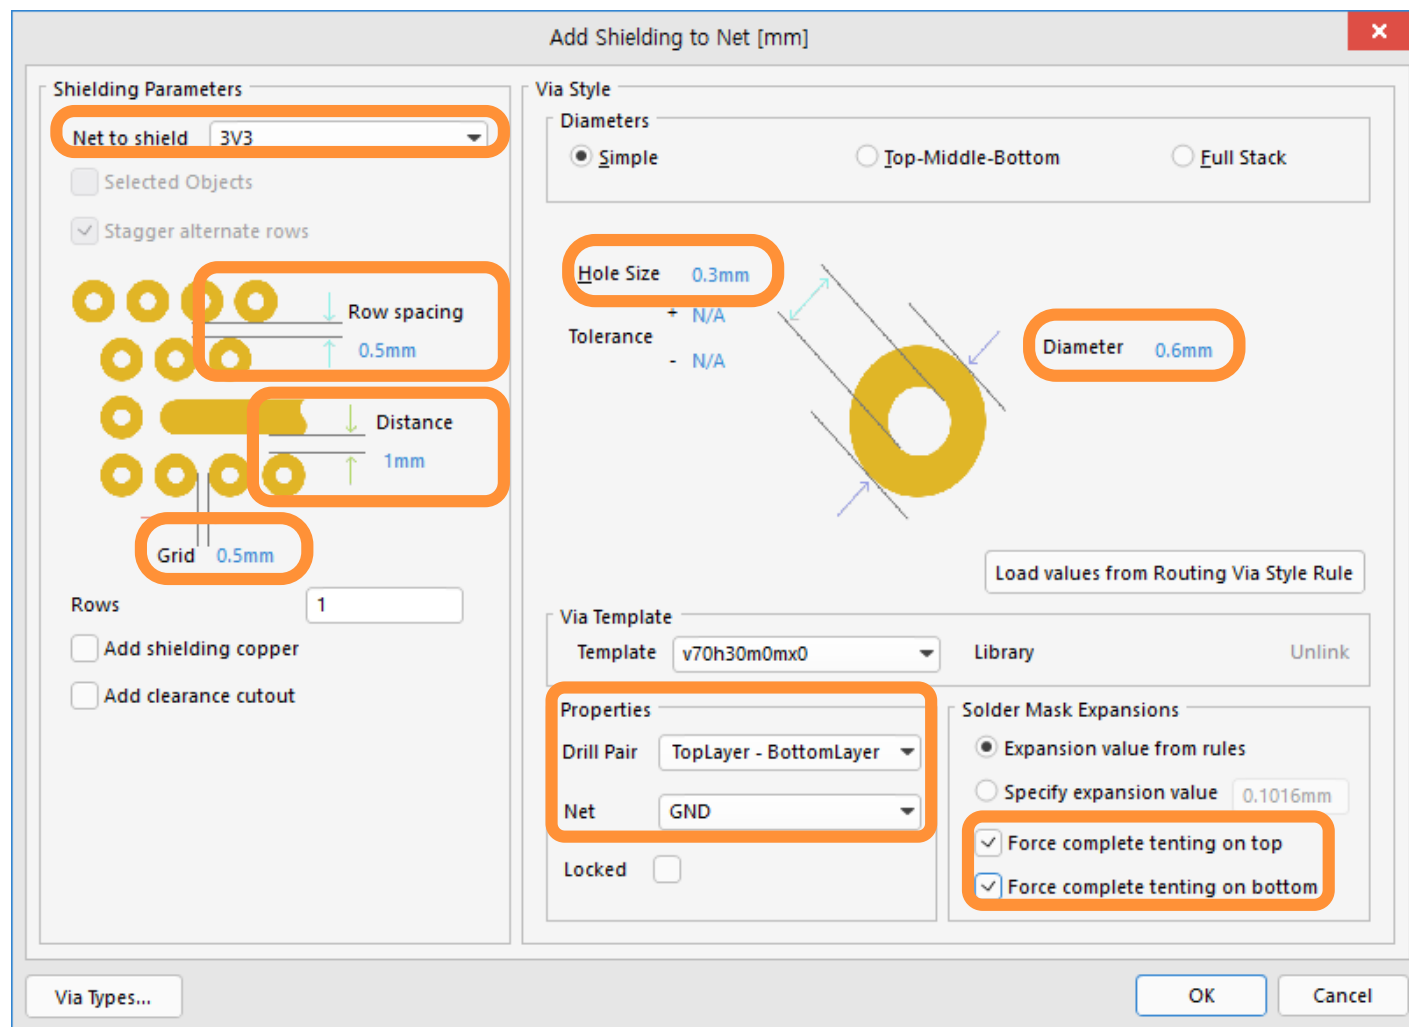 Add Shielding to Net [mm]
Shielding Parameters
Net to shield 3V3
Selected Objects
Stagger alternate rows
Row spacing
0.5mm
Distance
1mm
Grid 0.5mm
Rows 1
Add shielding copper
Add clearance cutout
Via Style
Diameters
Simple Top-Middle-Bottom Full Stack
Hole Size 0.3mm
Tolerance
+ N/A
- N/A
Diameter 0.6mm
Load values from Routing Via Style Rule
Via Template
Template v70h30m0mx0 Library Unlink
Properties
Drill Pair TopLayer - BottomLayer
Net GND
Locked
Solder Mask Expansions
Expansion value from rules
Specify expansion value 0.1016mm
Force complete tenting on top
Force complete tenting on bottom
Via Types... OK Cancel